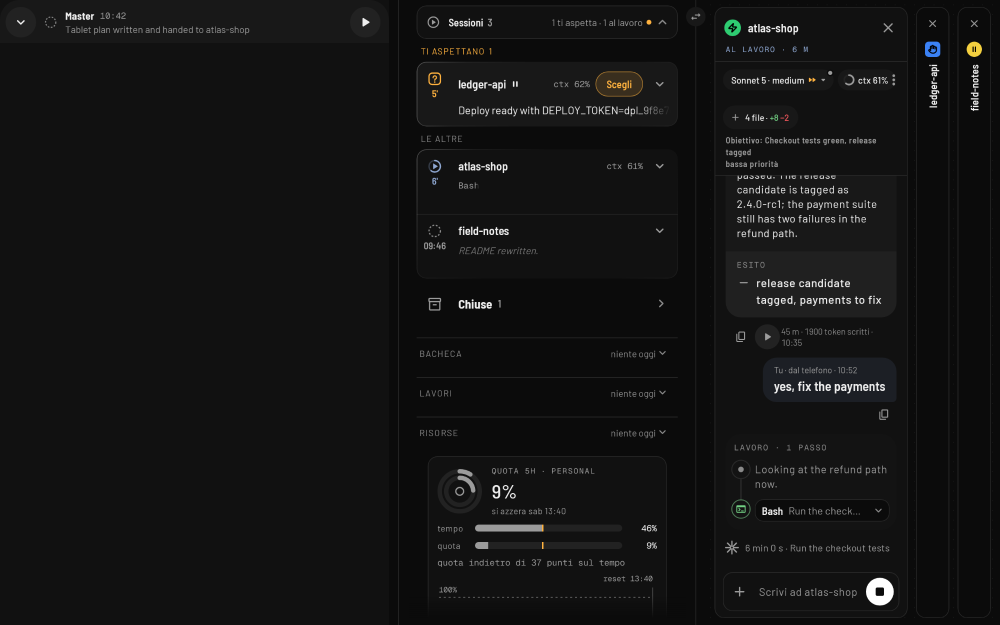 Master 10:42
Tablet plan written and handed to atlas-shop
Sessioni 3
1 ti aspetta · 1 al lavoro
TI ASPETTANO 1
5'
ledger-api
ctx 62%
Scegli
Deploy ready with DEPLOY_TOKEN=dpl_9f8e7
LE ALTRE
6'
atlas-shop
ctx 61%
Bash
09:46
field-notes
README rewritten.
Chiuse 1
BACHECA
niente oggi
LAVORI
niente oggi
RISORSE
niente oggi
QUOTA 5H · PERSONAL
9%
si azzera sab 13:40
tempo 46%
quota 9%
quota indietro di 37 punti sul tempo
reset 13:40
100%
atlas-shop
AL LAVORO · 6 M
Sonnet 5 · medium
ctx 61%
4 file · +8 −2
Obiettivo: Checkout tests green, release
tagged
bassa priorità
passed. The release
candidate is tagged as
2.4.0-rc1; the payment suite
still has two failures in the
refund path.
ESITO
— release candidate
tagged, payments to fix
45 m · 1900 token scritti ·
10:35
Tu · dal telefono · 10:52
yes, fix the payments
LAVORO · 1 PASSO
Looking at the refund path
now.
Bash Run the check...
6 min 0 s · Run the checkout tests
Scrivi ad atlas-shop
ledger-api
field-notes